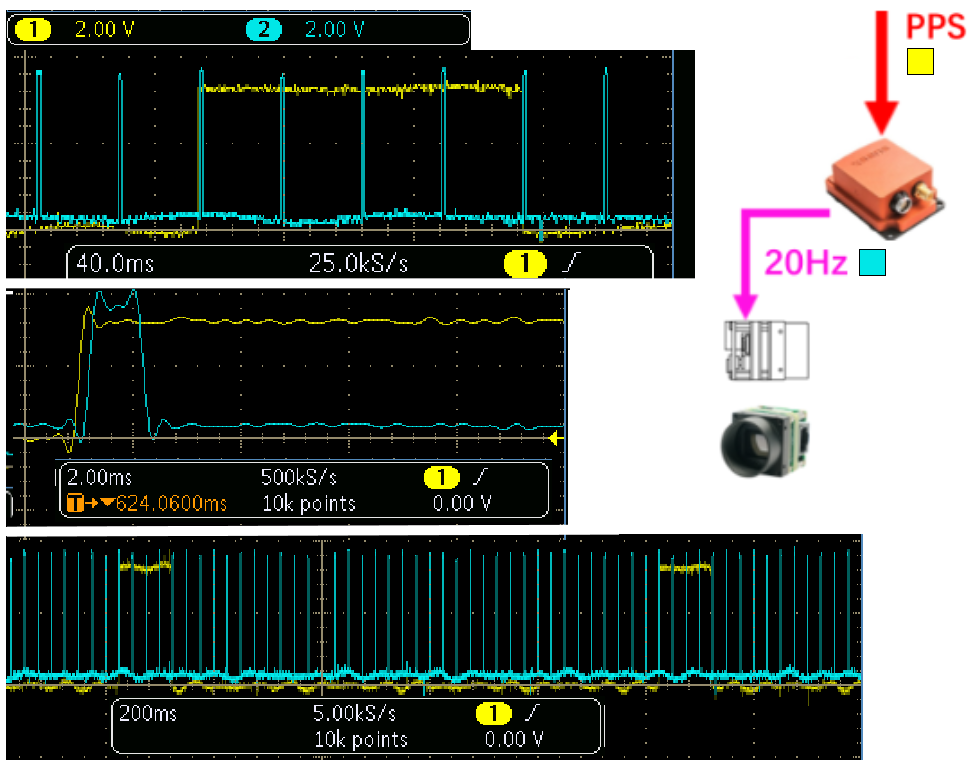 1 2.00 V 2 2.00 V
PPS
40.0ms 25.0kS/s 1
20Hz
2.00ms 500kS/s 1
T 624.0600ms 10k points 0.00 V
200ms 5.00kS/s 1
10k points 0.00 V